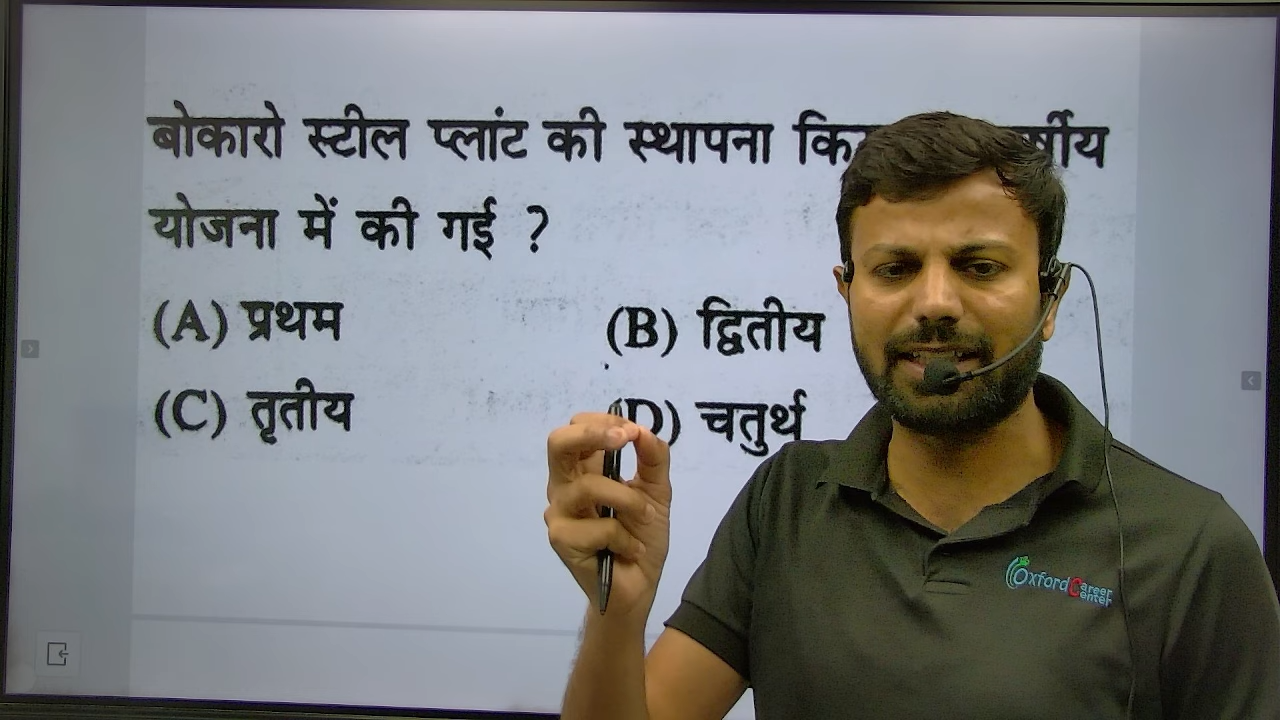 बोकारो स्टील प्लांट की स्थापना
योजना में की गई ?
(A) प्रथम (B) द्वितीय
(C) तृतीय (D) चतुर्थ
Oxford Career Center